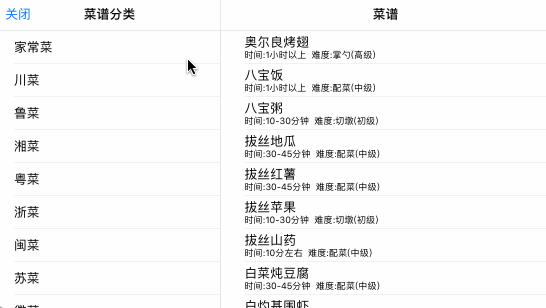 关闭
菜谱分类
家常菜
川菜
鲁菜
湘菜
粤菜
浙菜
闽菜
苏菜
菜谱
奥尔良烤翅
时间:1小时以上 难度:掌勺(高级)
八宝饭
时间:1小时以上 难度:配菜(中级)
八宝粥
时间:10-30分钟 难度:切墩(初级)
拔丝地瓜
时间:30-45分钟 难度:配菜(中级)
拔丝红薯
时间:30-45分钟 难度:配菜(中级)
拔丝苹果
时间:10-30分钟 难度:切墩(初级)
拔丝山药
时间:10分左右 难度:配菜(中级)
白菜炖豆腐
时间:30-45分钟 难度:配菜(中级)
白灼基围虾